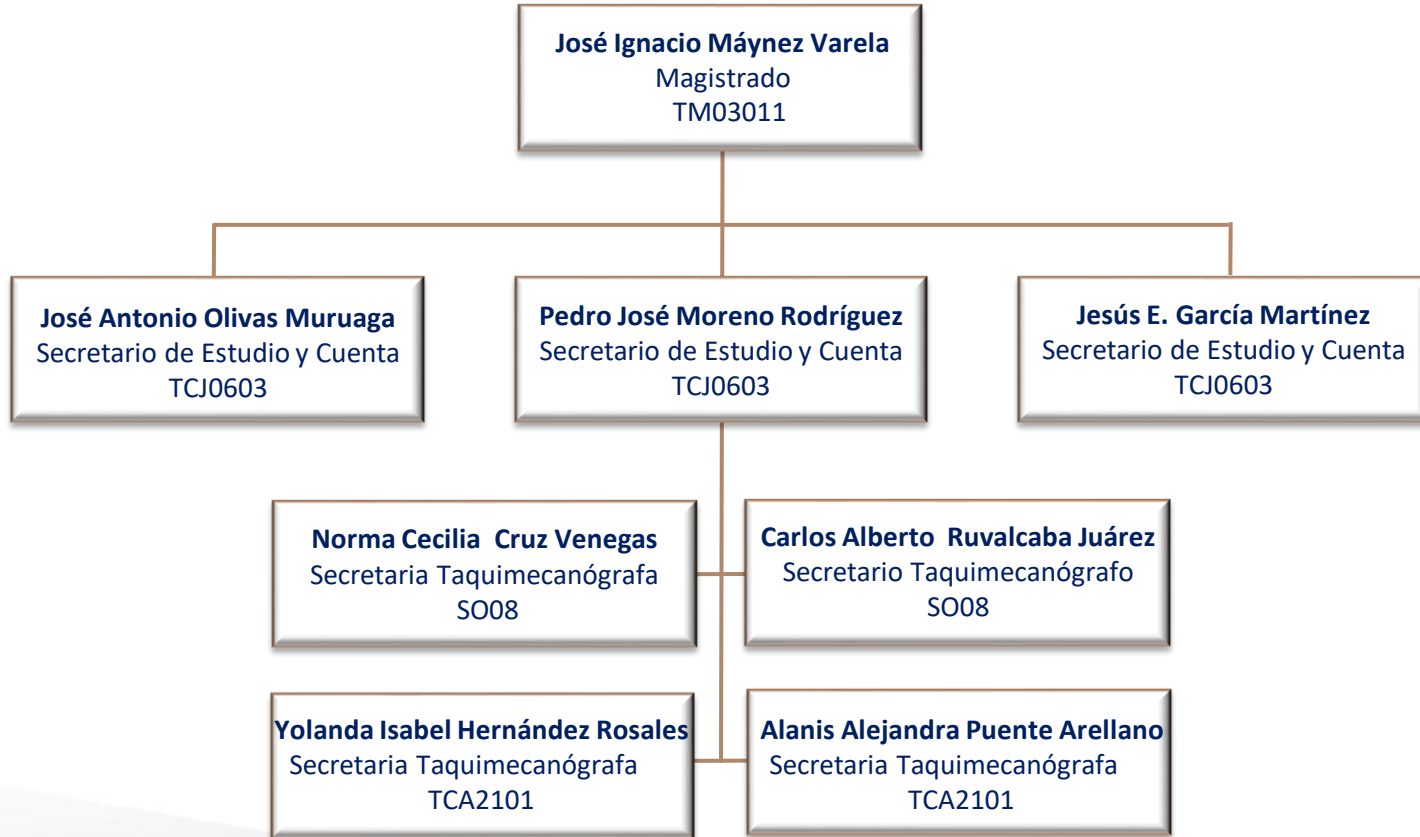 José Ignacio Máynez Varela
Magistrado
TM03011
José Antonio Olivas Muruaga
Secretario de Estudio y Cuenta
TCJ0603
Pedro José Moreno Rodríguez
Secretario de Estudio y Cuenta
TCJ0603
Jesús E. García Martínez
Secretario de Estudio y Cuenta
TCJ0603
Norma Cecilia  Cruz Venegas
Secretaria Taquimecanógrafa
SO08
Carlos Alberto  Ruvalcaba Juárez
Secretario Taquimecanógrafo
SO08
Yolanda Isabel Hernández Rosales
Secretaria Taquimecanógrafa
TCA2101
Alanis Alejandra Puente Arellano
Secretaria Taquimecanógrafa
TCA2101